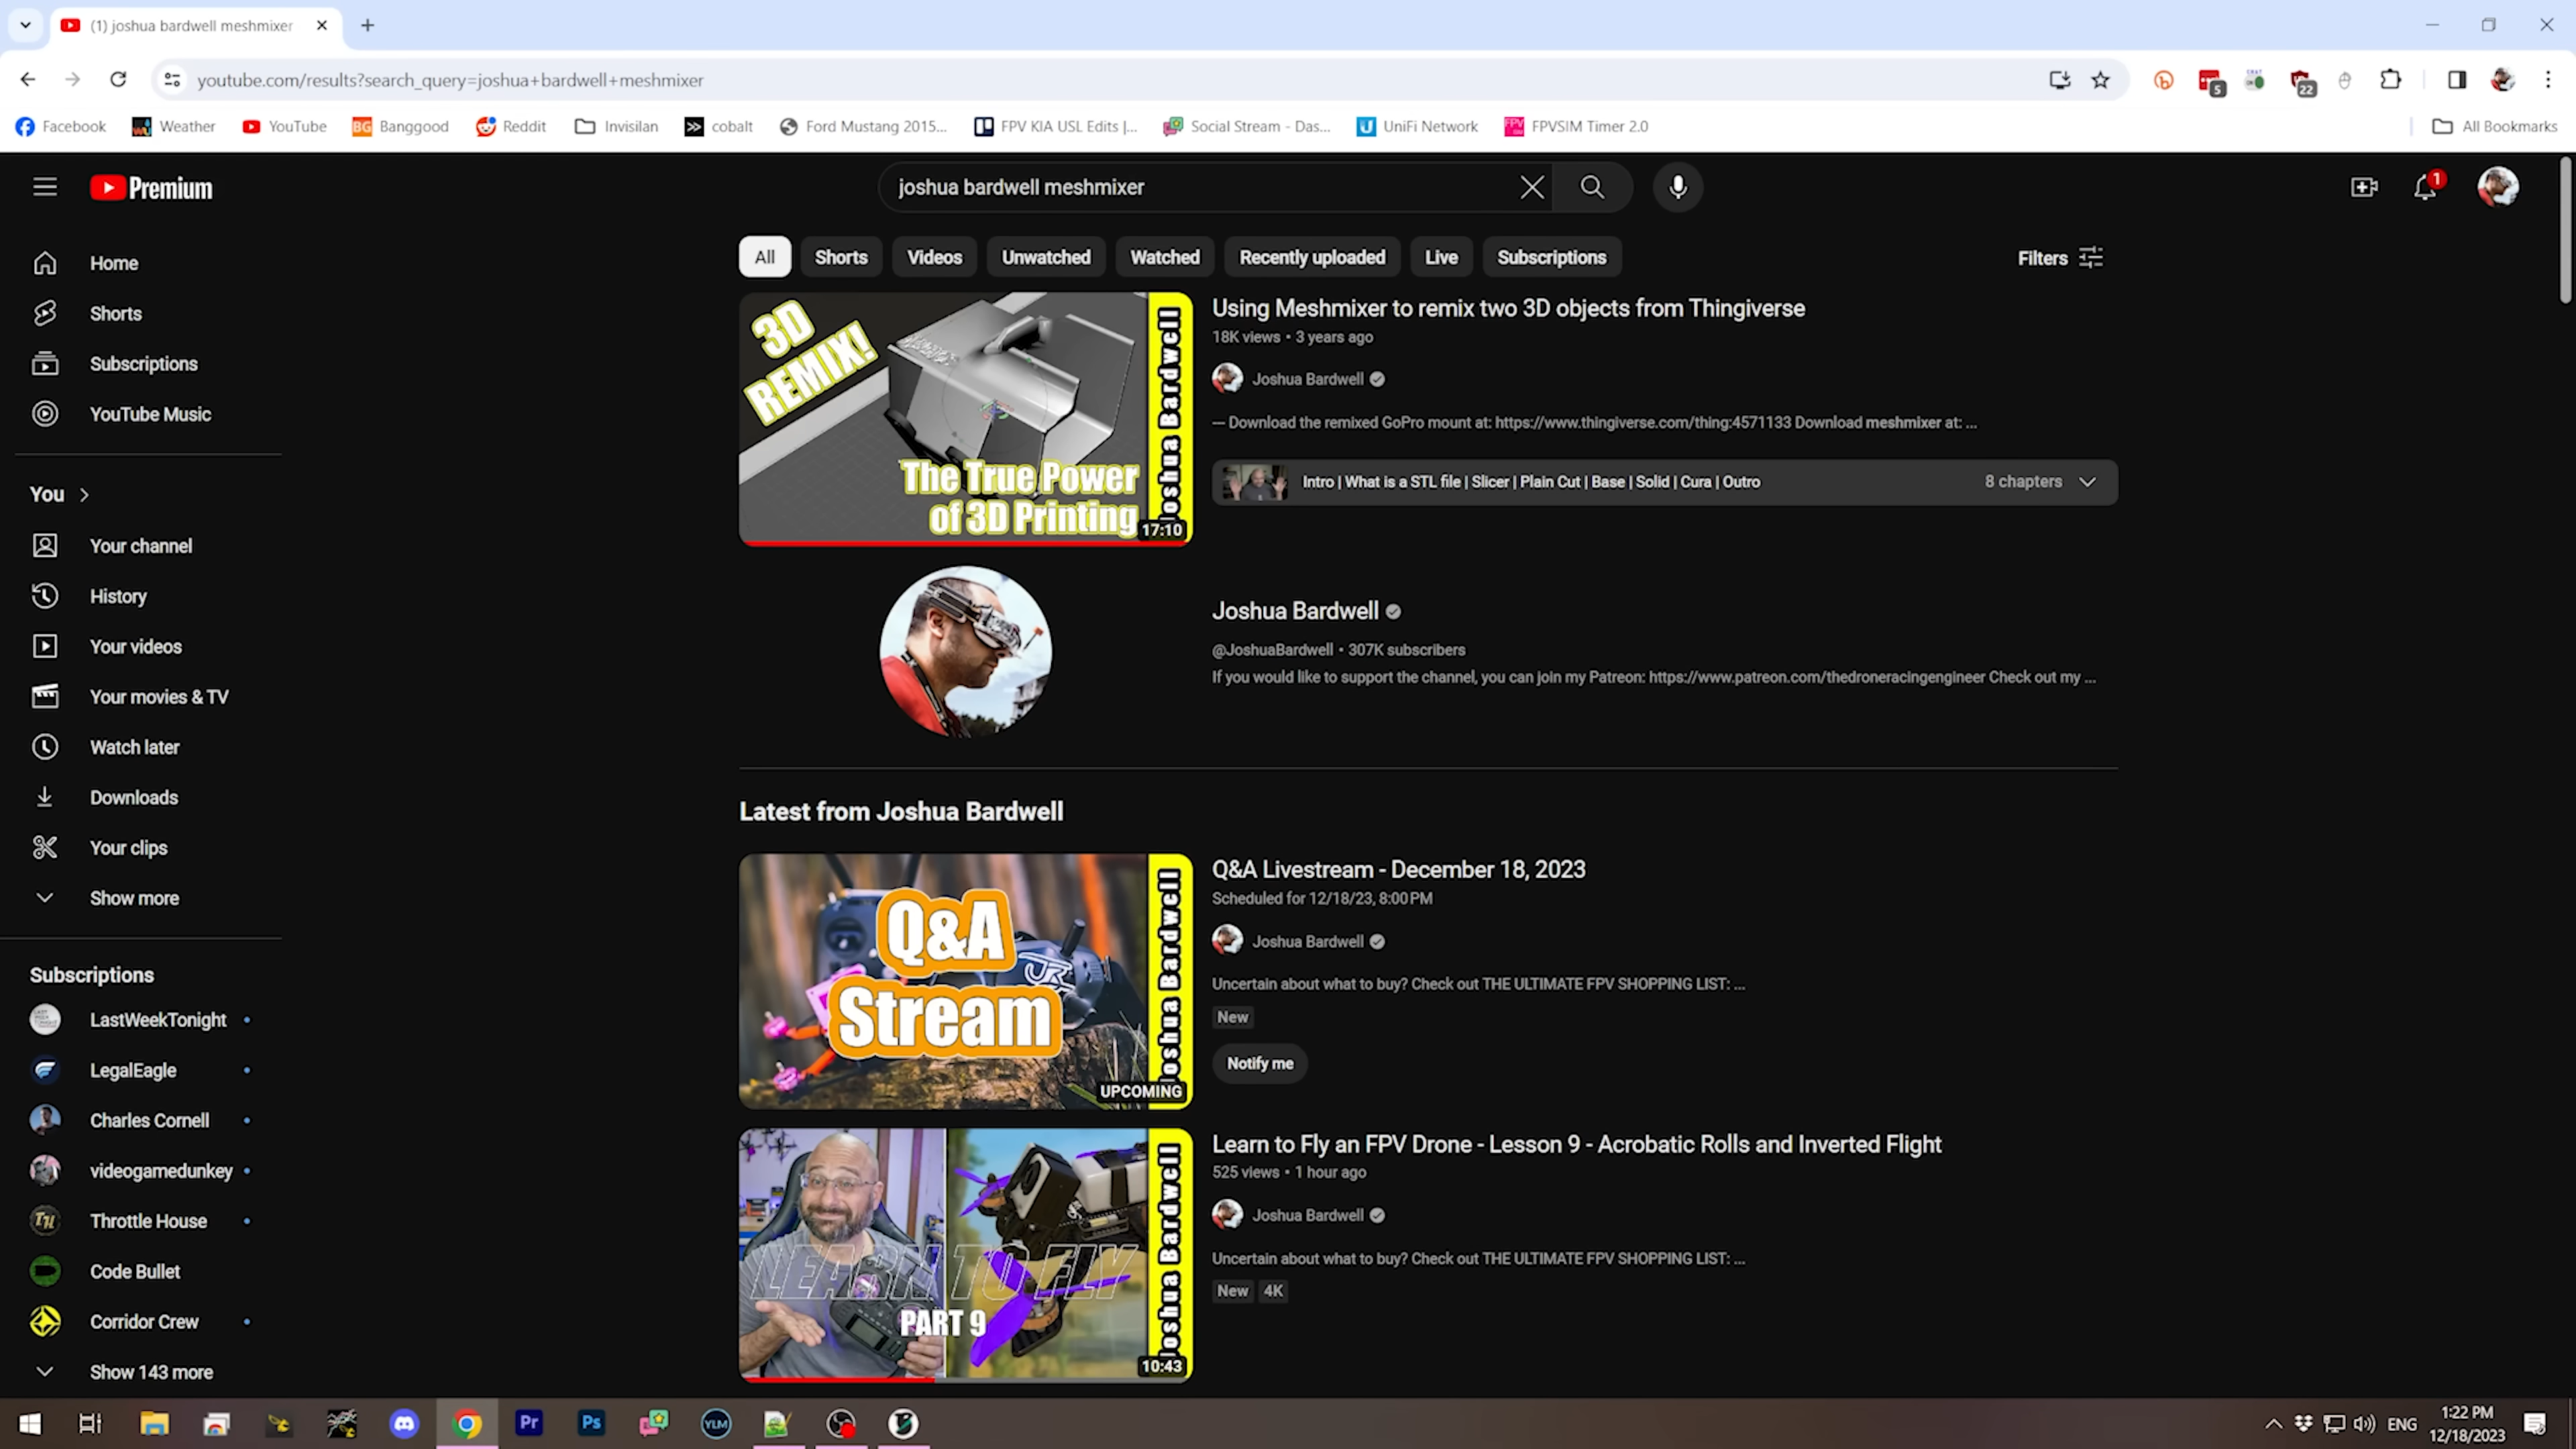 (1) joshua bardwell meshmixer
youtube.com/results?search_query=joshua+bardwell+meshmixer
5
22
Facebook
Weather
YouTube
BG Banggood
Reddit
Invisilan
cobalt
Ford Mustang 2015...
FPV KIA USL Edits |...
Social Stream - Das...
UniFi Network
FPVSIM Timer 2.0
All Bookmarks
Premium
joshua bardwell meshmixer
1
Home
Shorts
Subscriptions
YouTube Music
You
Your channel
History
Your videos
Your movies & TV
Watch later
Downloads
Your clips
Show more
Subscriptions
LastWeekTonight
LegalEagle
Charles Cornell
videogamedunkey
Throttle House
Code Bullet
Corridor Crew
Show 143 more
All
Shorts
Videos
Unwatched
Watched
Recently uploaded
Live
Subscriptions
Filters
3D
REMIX!
The True Power
of 3D Printing
Joshua Bardwell
17:10
Using Meshmixer to remix two 3D objects from Thingiverse
18K views • 3 years ago
Joshua Bardwell
— Download the remixed GoPro mount at: https://www.thingiverse.com/thing:4571133 Download meshmixer at: ...
Intro | What is a STL file | Slicer | Plain Cut | Base | Solid | Cura | Outro
8 chapters
Joshua Bardwell
@JoshuaBardwell • 307K subscribers
If you would like to support the channel, you can join my Patreon: https://www.patreon.com/thedroneracingengineer Check out my ...
Latest from Joshua Bardwell
Q&A
Stream
Joshua Bardwell
UPCOMING
Q&A Livestream - December 18, 2023
Scheduled for 12/18/23, 8:00 PM
Joshua Bardwell
Uncertain about what to buy? Check out THE ULTIMATE FPV SHOPPING LIST: ...
New
Notify me
LEARN TO FLY
PART 9
Joshua Bardwell
10:43
Learn to Fly an FPV Drone - Lesson 9 - Acrobatic Rolls and Inverted Flight
525 views • 1 hour ago
Joshua Bardwell
Uncertain about what to buy? Check out THE ULTIMATE FPV SHOPPING LIST: ...
New
4K
Pr
Ps
YLM
ENG
1:22 PM
12/18/2023